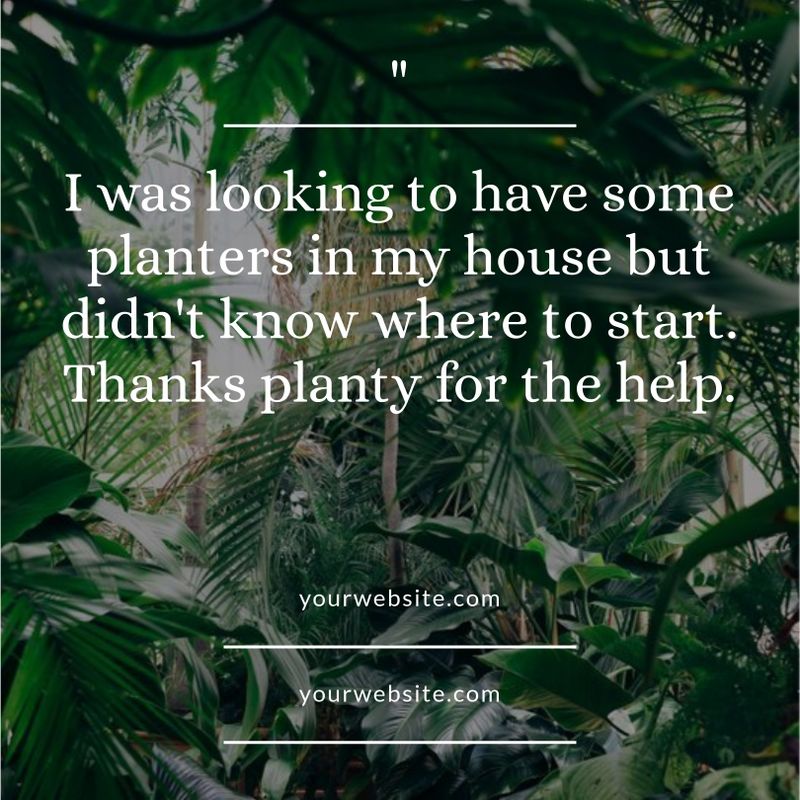 "
I was looking to have some
planters in my house but
didn't know where to start.
Thanks planty for the help.
yourwebsite.com
yourwebsite.com